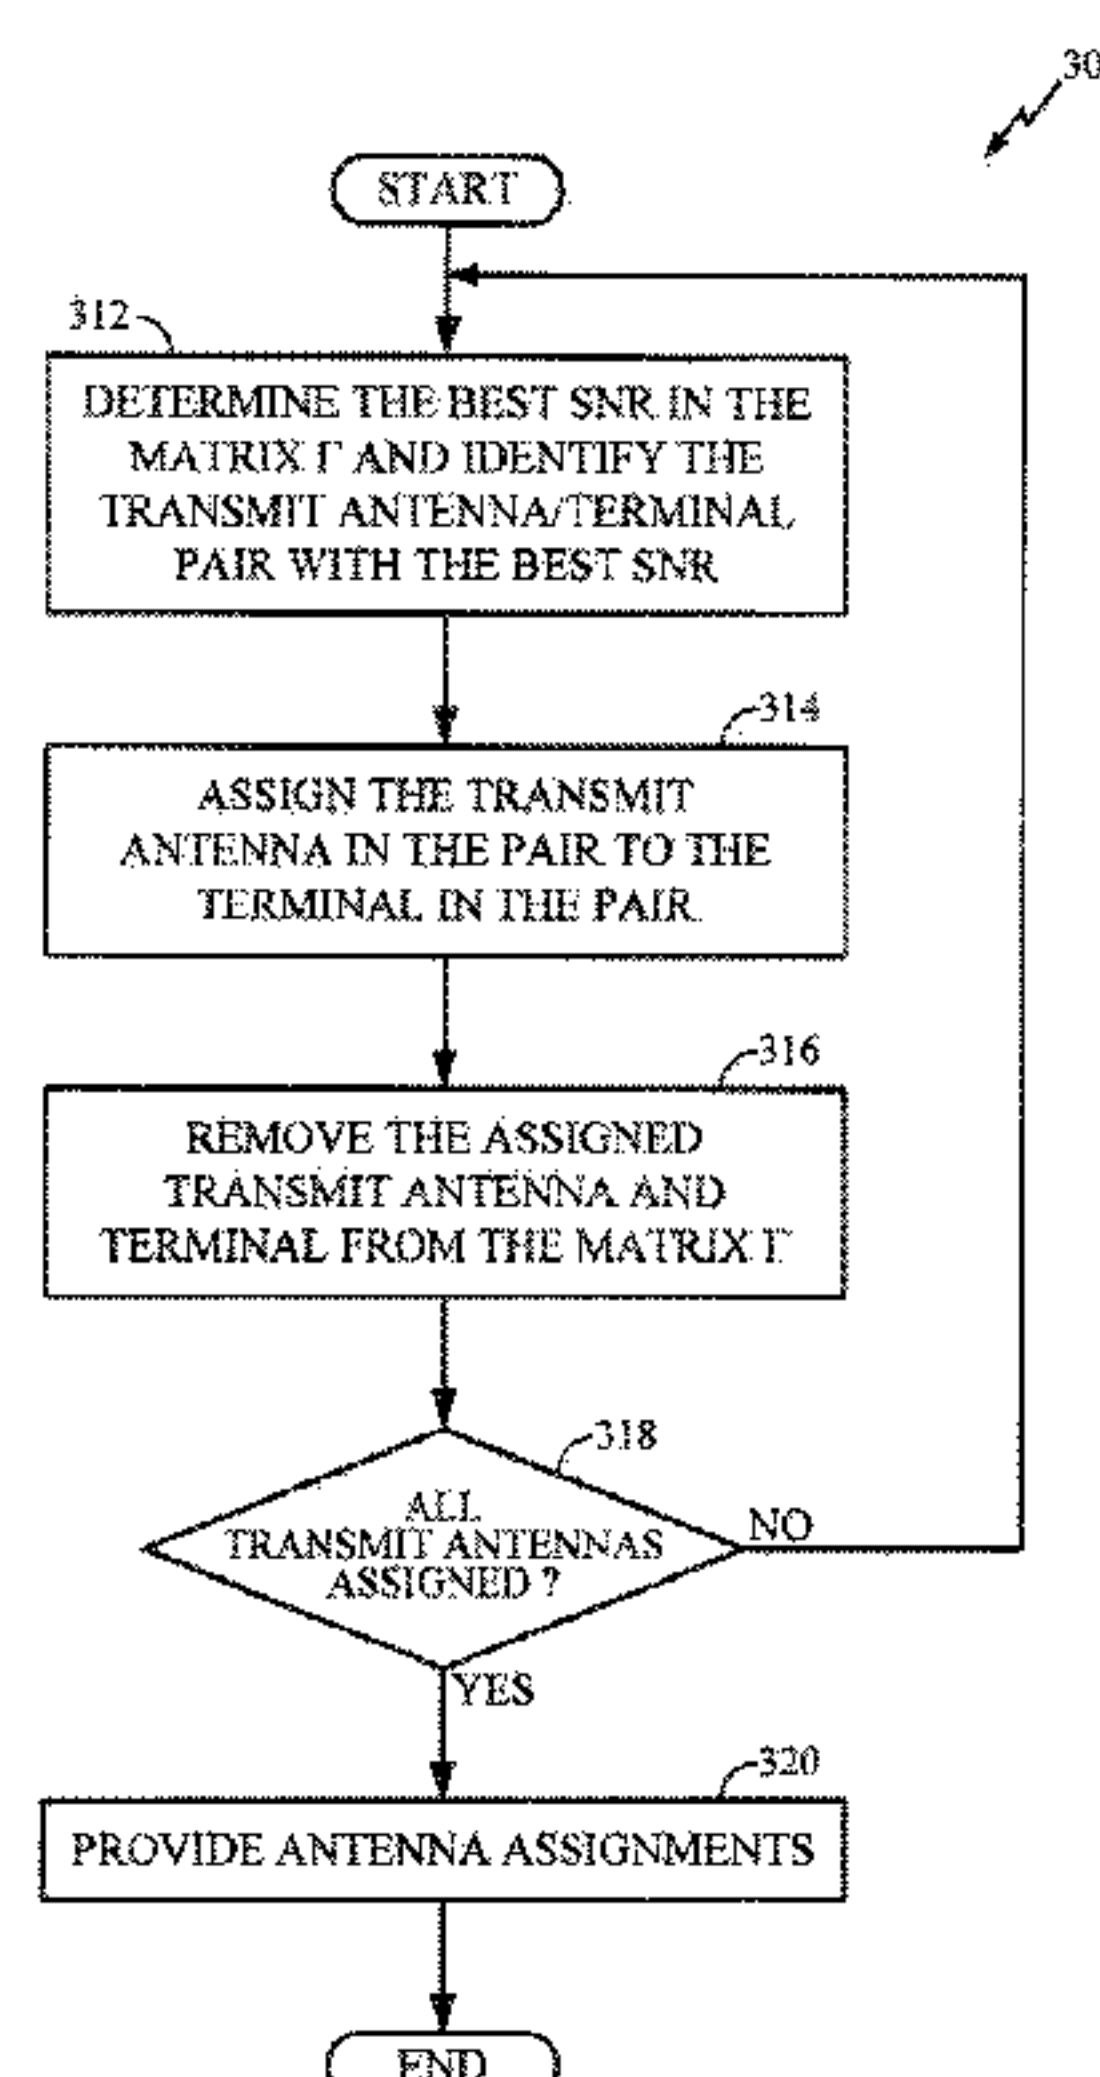 30
START
312
DETERMINE THE BEST SNR IN THE
MATRIX Γ AND IDENTIFY THE
TRANSMIT ANTENNA/TERMINAL
PAIR WITH THE BEST SNR
314
ASSIGN THE TRANSMIT
ANTENNA IN THE PAIR TO THE
TERMINAL IN THE PAIR
316
REMOVE THE ASSIGNED
TRANSMIT ANTENNA AND
TERMINAL FROM THE MATRIX Γ
318
ALL
TRANSMIT ANTENNAS
ASSIGNED ?
NO
YES
320
PROVIDE ANTENNA ASSIGNMENTS
END